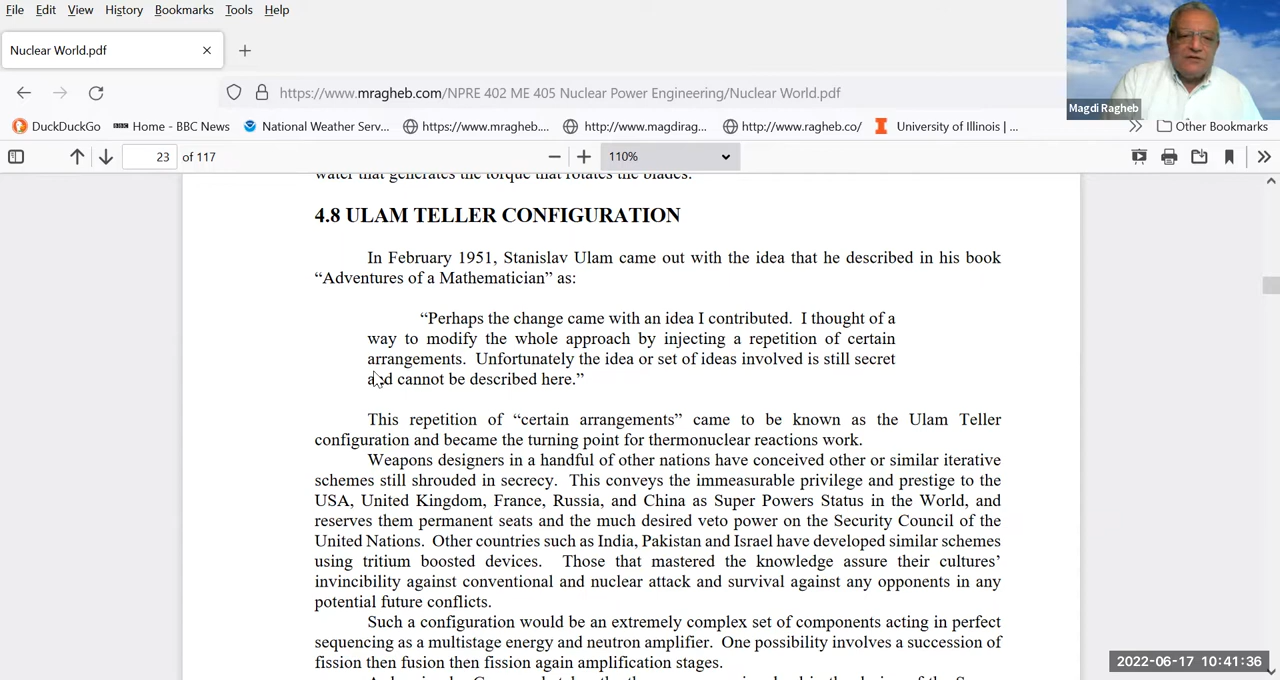 File Edit View History Bookmarks Tools Help
Nuclear World.pdf
https://www.mragheb.com/NPRE 402 ME 405 Nuclear Power Engineering/Nuclear World.pdf
Magdi Ragheb
DuckDuckGo BBC Home - BBC News National Weather Serv... https://www.mragheb.... http://www.magdirag... http://www.ragheb.co/ University of Illinois | ... Other Bookmarks
23 of 117 110%
water that generates the torque that rotates the blades.
4.8 ULAM TELLER CONFIGURATION
In February 1951, Stanislav Ulam came out with the idea that he described in his book
“Adventures of a Mathematician” as:
“Perhaps the change came with an idea I contributed. I thought of a
way to modify the whole approach by injecting a repetition of certain
arrangements. Unfortunately the idea or set of ideas involved is still secret
and cannot be described here.”
This repetition of “certain arrangements” came to be known as the Ulam Teller
configuration and became the turning point for thermonuclear reactions work.
Weapons designers in a handful of other nations have conceived other or similar iterative
schemes still shrouded in secrecy. This conveys the immeasurable privilege and prestige to the
USA, United Kingdom, France, Russia, and China as Super Powers Status in the World, and
reserves them permanent seats and the much desired veto power on the Security Council of the
United Nations. Other countries such as India, Pakistan and Israel have developed similar schemes
using tritium boosted devices. Those that mastered the knowledge assure their cultures’
invincibility against conventional and nuclear attack and survival against any opponents in any
potential future conflicts.
Such a configuration would be an extremely complex set of components acting in perfect
sequencing as a multistage energy and neutron amplifier. One possibility involves a succession of
fission then fusion then fission again amplification stages.
2022-06-17 10:41:36